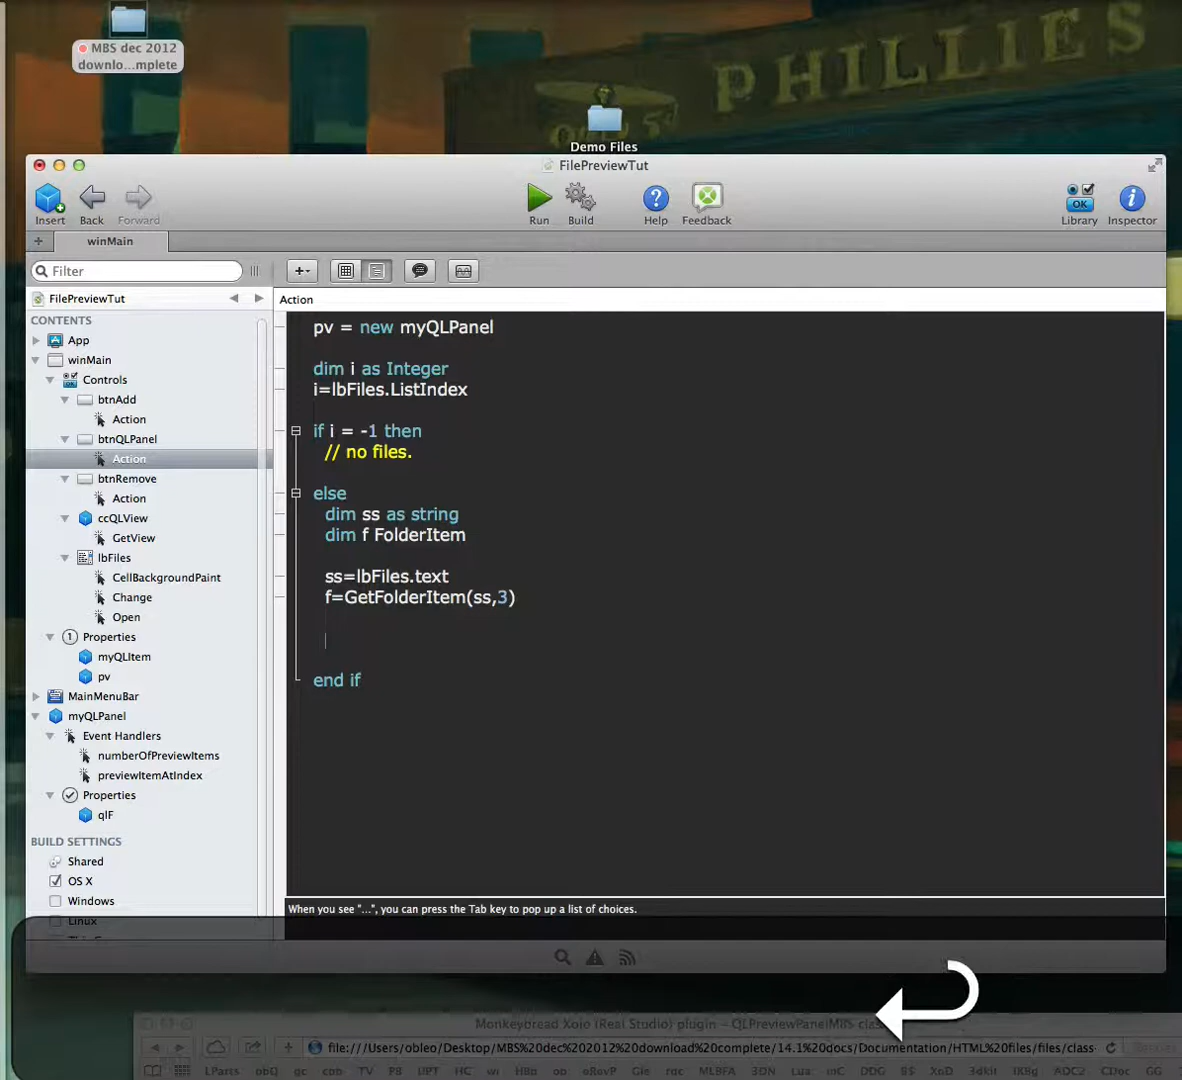 MBS dec 2012
downlo...mplete
PHILLIES
Demo Files
FilePreviewTut
Insert
Back
Forward
Run
Build
Help
Feedback
Library
Inspector
winMain
Filter
FilePreviewTut
Action
CONTENTS
App
winMain
Controls
btnAdd
Action
btnQLPanel
Action
btnRemove
Action
ccQLView
GetView
lbFiles
CellBackgroundPaint
Change
Open
Properties
myQLItem
pv
MainMenuBar
myQLPanel
Event Handlers
numberOfPreviewItems
previewItemAtIndex
Properties
qlF
BUILD SETTINGS
Shared
OS X
Windows
Linux
pv = new myQLPanel
dim i as Integer
i=lbFiles.ListIndex
if i = -1 then
// no files.
else
dim ss as string
dim f FolderItem
ss=lbFiles.text
f=GetFolderItem(ss,3)
end if
When you see "...", you can press the Tab key to pop up a list of choices.
Monkeybread Xojo (Real Studio) plugin - QLPreviewPanelMBS class
file:///Users/obleo/Desktop/MBS%20dec%202012%20download%20complete/14.1%20docs/Documentation/HTML%20files/files/class-